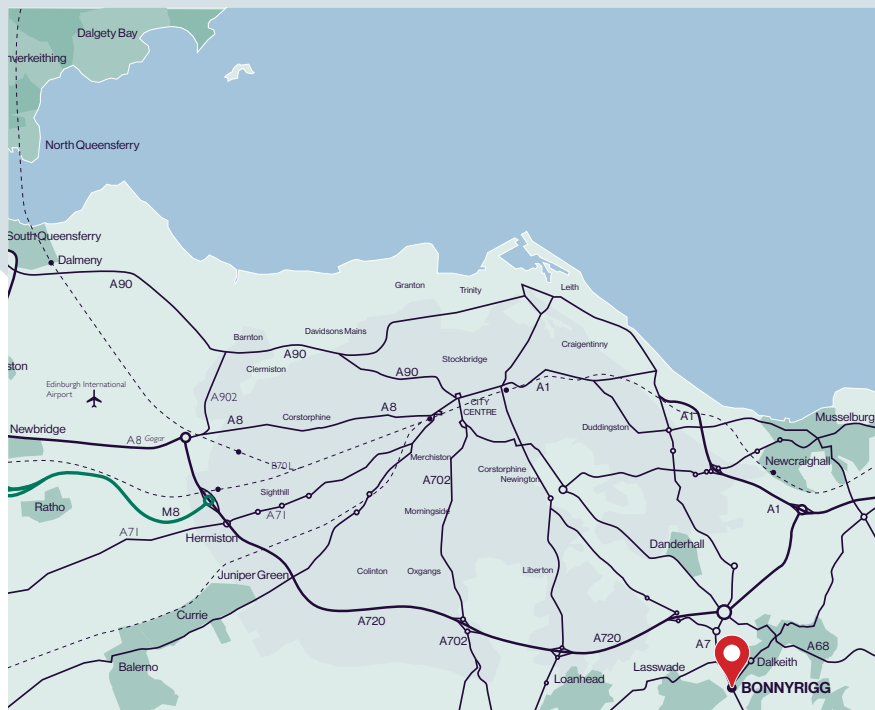 Dalgety Bay
nverkeithing
North Queensferry
South Queensferry
Dalmeny
A90
Granton
Trinity
Leith
Barnton
Davidsons Mains
A90
Craigentinny
Stockbridge
ston
Clermiston
A90
Edinburgh International
Airport
A902
A1
CITY
CENTRE
A8
Corstorphine
A8
A1
Musselburg
Newbridge
A8
Gogar
Duddingston
Merchiston
Newcraighall
B701
Corstorphine
Newington
A702
Sighthill
Ratho
M8
A71
Morningside
A1
A71
Hermiston
Danderhall
Juniper Green
Colinton
Oxgangs
Liberton
Currie
A720
A702
A720
A7
A68
Balerno
Lasswade
Dalkeith
Loanhead
BONNYRIGG